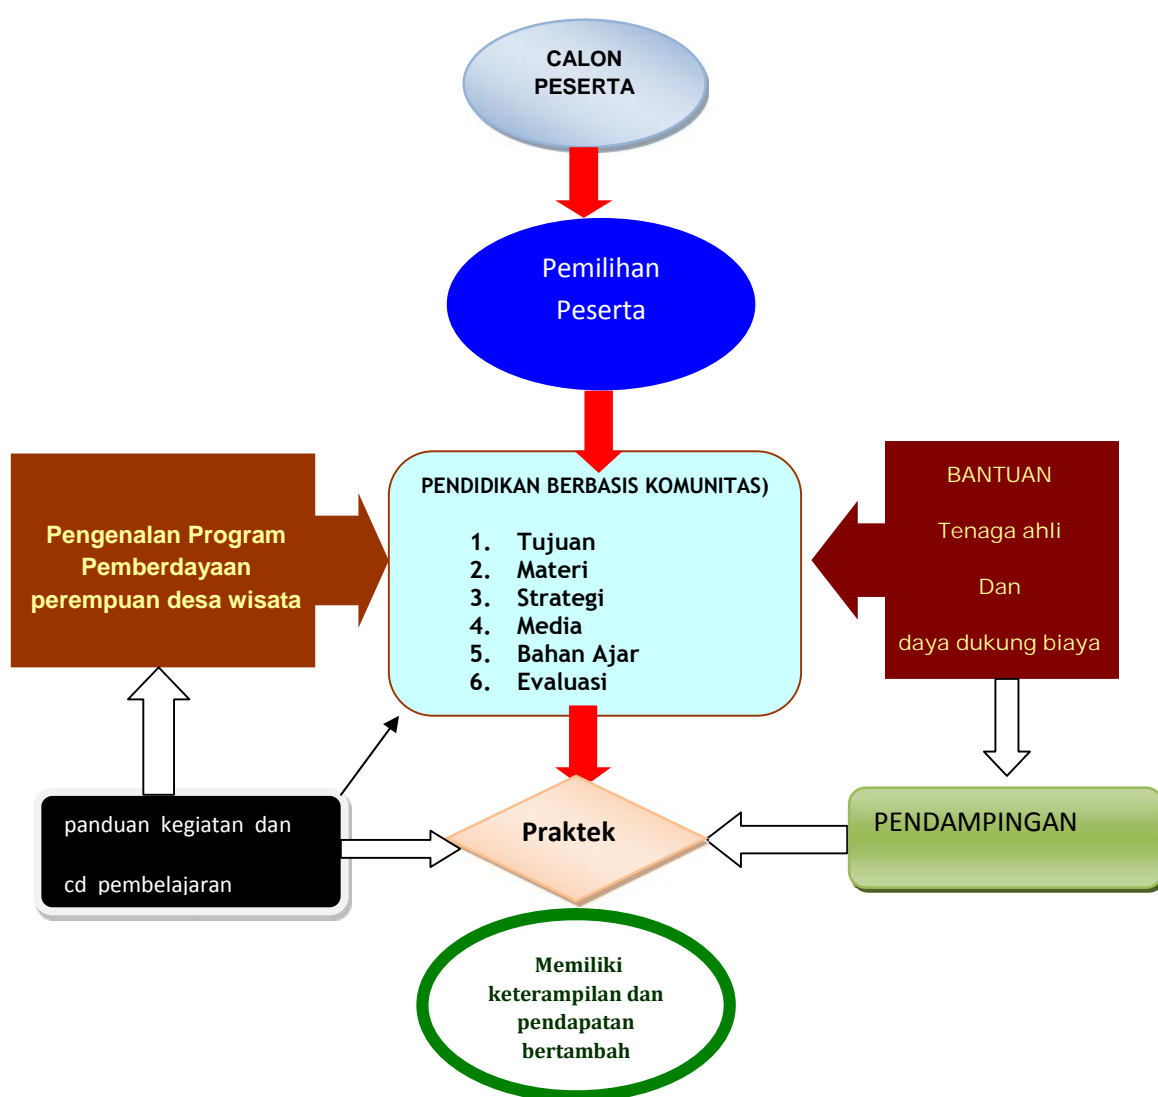 CALON
PESERTA
Pemilihan
Peserta
PENDIDIKAN BERBASIS KOMUNITAS)
1. Tujuan
2. Materi
3. Strategi
4. Media
5. Bahan Ajar
6. Evaluasi
Pengenalan Program
Pemberdayaan
perempuan desa wisata
BANTUAN
Tenaga ahli
Dan
daya dukung biaya
panduan kegiatan dan
cd pembelajaran
Praktek
PENDAMPINGAN
Memiliki
keterampilan dan
pendapatan
bertambah